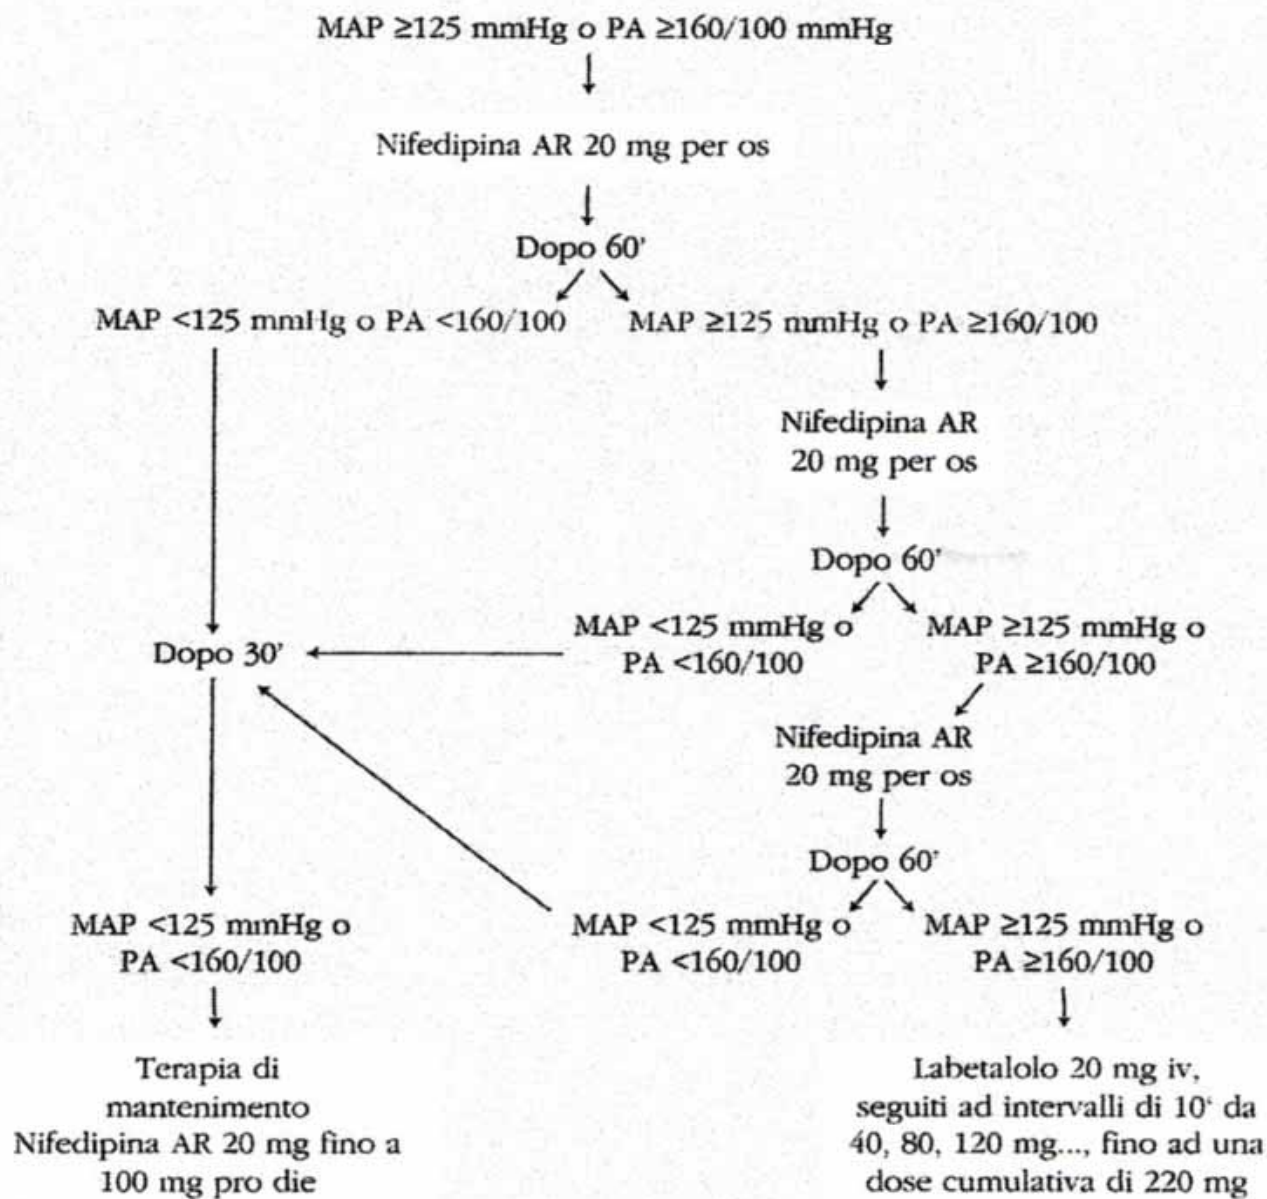 MAP ≥125 mmHg o PA ≥160/100 mmHg
Nifedipina AR 20 mg per os
Dopo 60'
MAP <125 mmHg o PA <160/100
MAP ≥125 mmHg o PA ≥160/100
Nifedipina AR
20 mg per os
Dopo 60'
MAP <125 mmHg o
PA <160/100
MAP ≥125 mmHg o
PA ≥160/100
Dopo 30'
Nifedipina AR
20 mg per os
Dopo 60'
MAP <125 mmHg o
PA <160/100
MAP <125 mmHg o
PA <160/100
MAP ≥125 mmHg o
PA ≥160/100
Terapia di
mantenimento
Nifedipina AR 20 mg fino a
100 mg pro die
Labetalolo 20 mg iv,
seguiti ad intervalli di 10‘ da
40, 80, 120 mg..., fino ad una
dose cumulativa di 220 mg